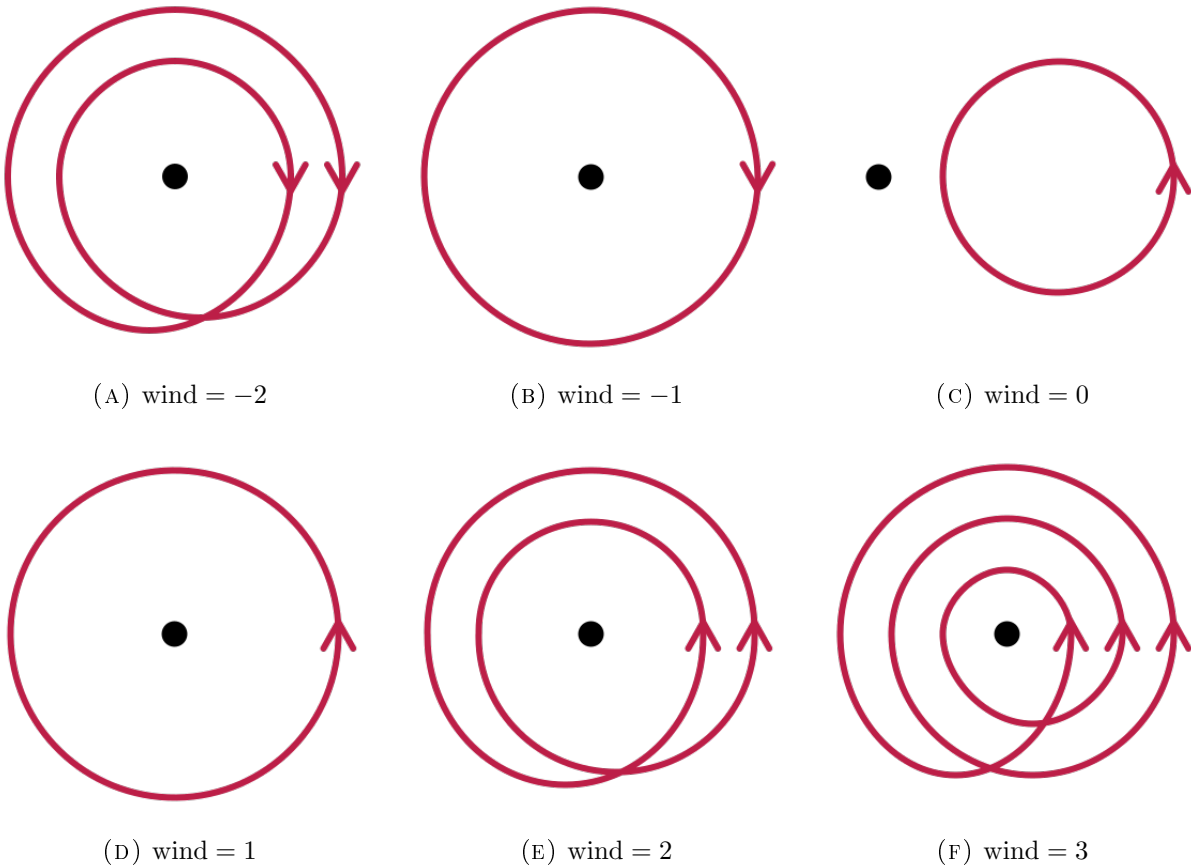 (A) wind = −2
(B) wind = −1
(C) wind = 0
(D) wind = 1
(E) wind = 2
(F) wind = 3